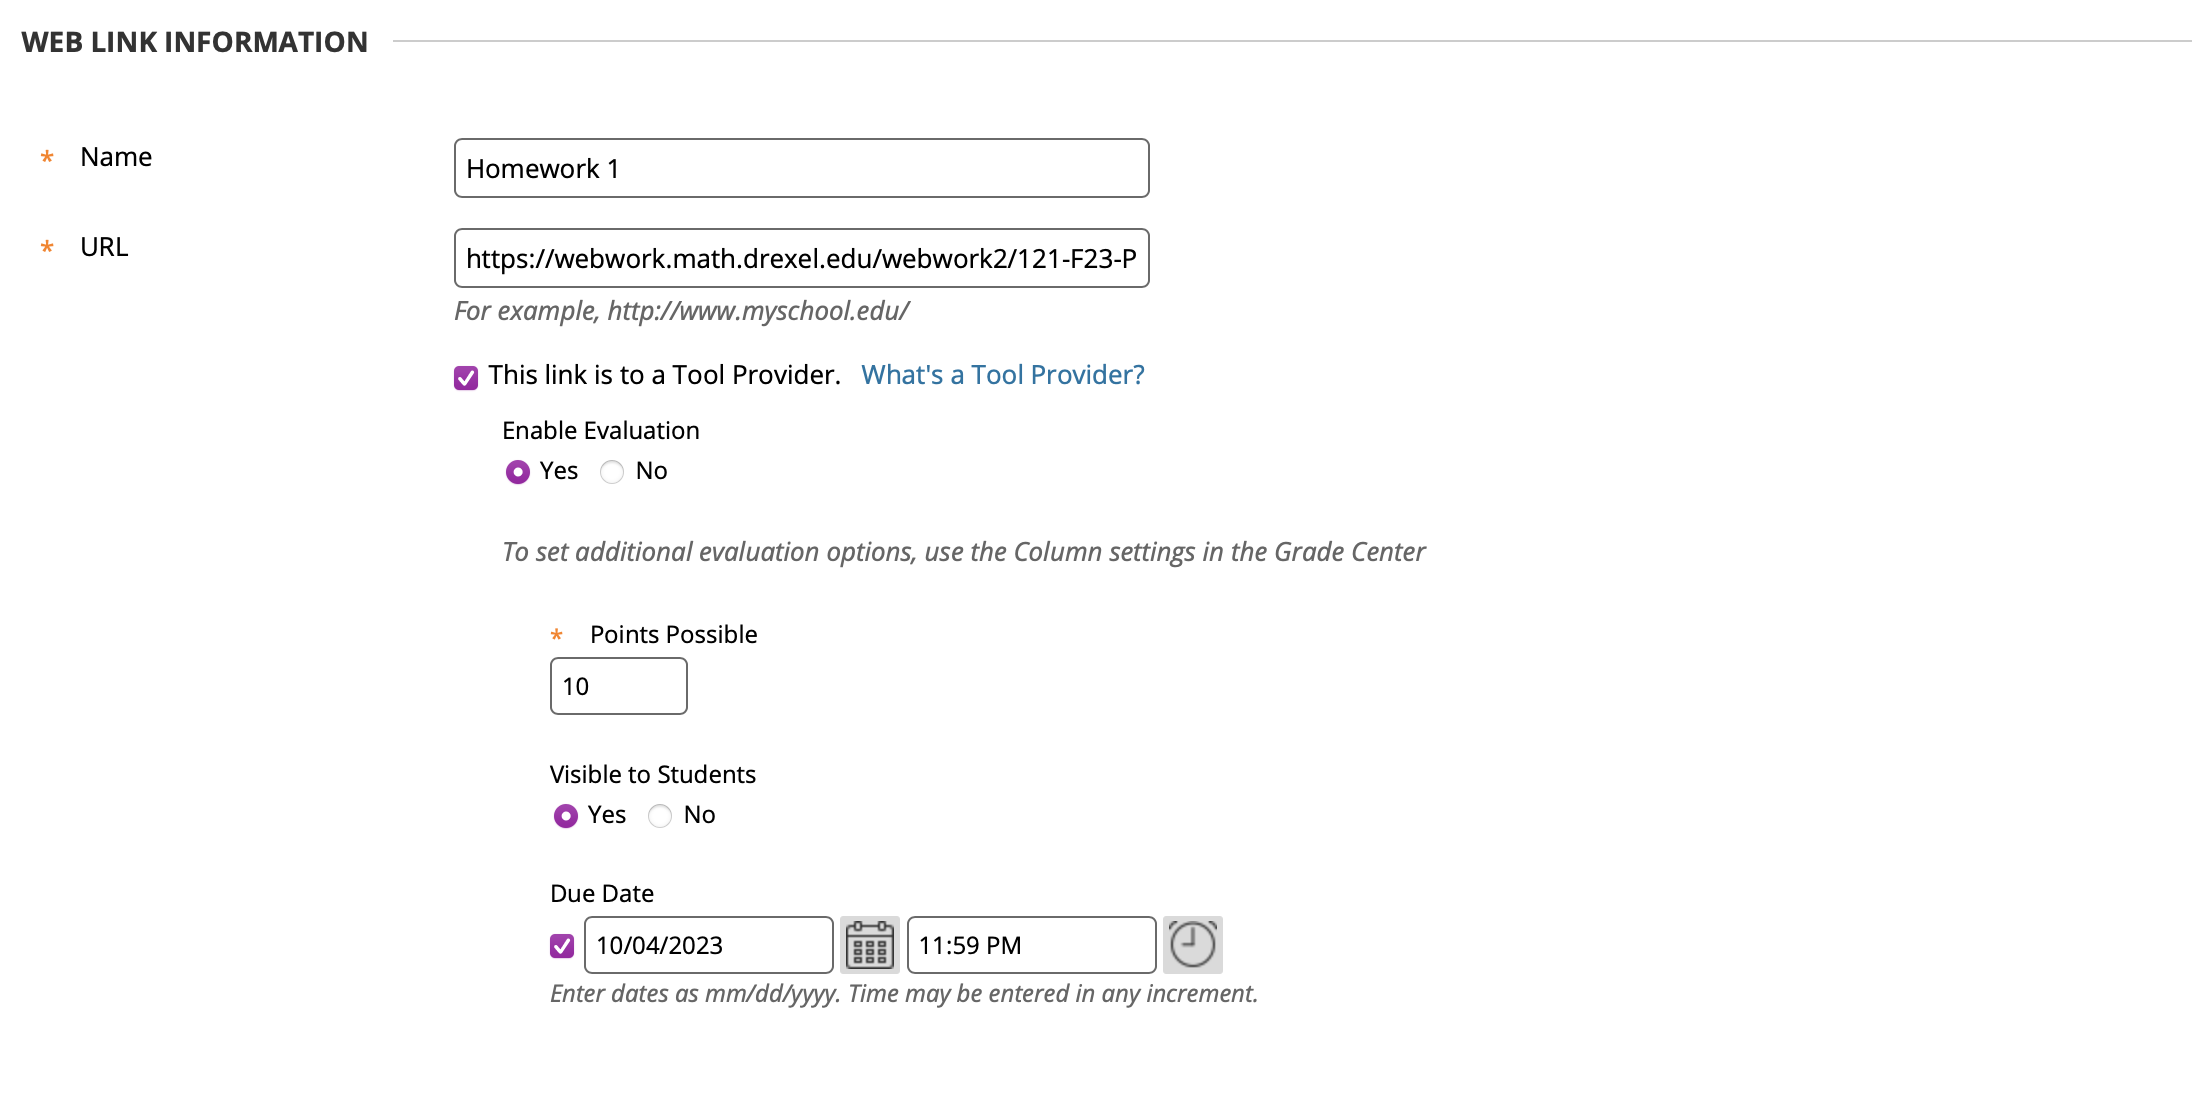 WEB LINK INFORMATION
* Name
Homework 1
* URL
https://webwork.math.drexel.edu/webwork2/121-F23-P
For example, http://www.myschool.edu/
This link is to a Tool Provider. What's a Tool Provider?
Enable Evaluation
Yes No
To set additional evaluation options, use the Column settings in the Grade Center
* Points Possible
10
Visible to Students
Yes No
Due Date
10/04/2023 11:59 PM
Enter dates as mm/dd/yyyy. Time may be entered in any increment.